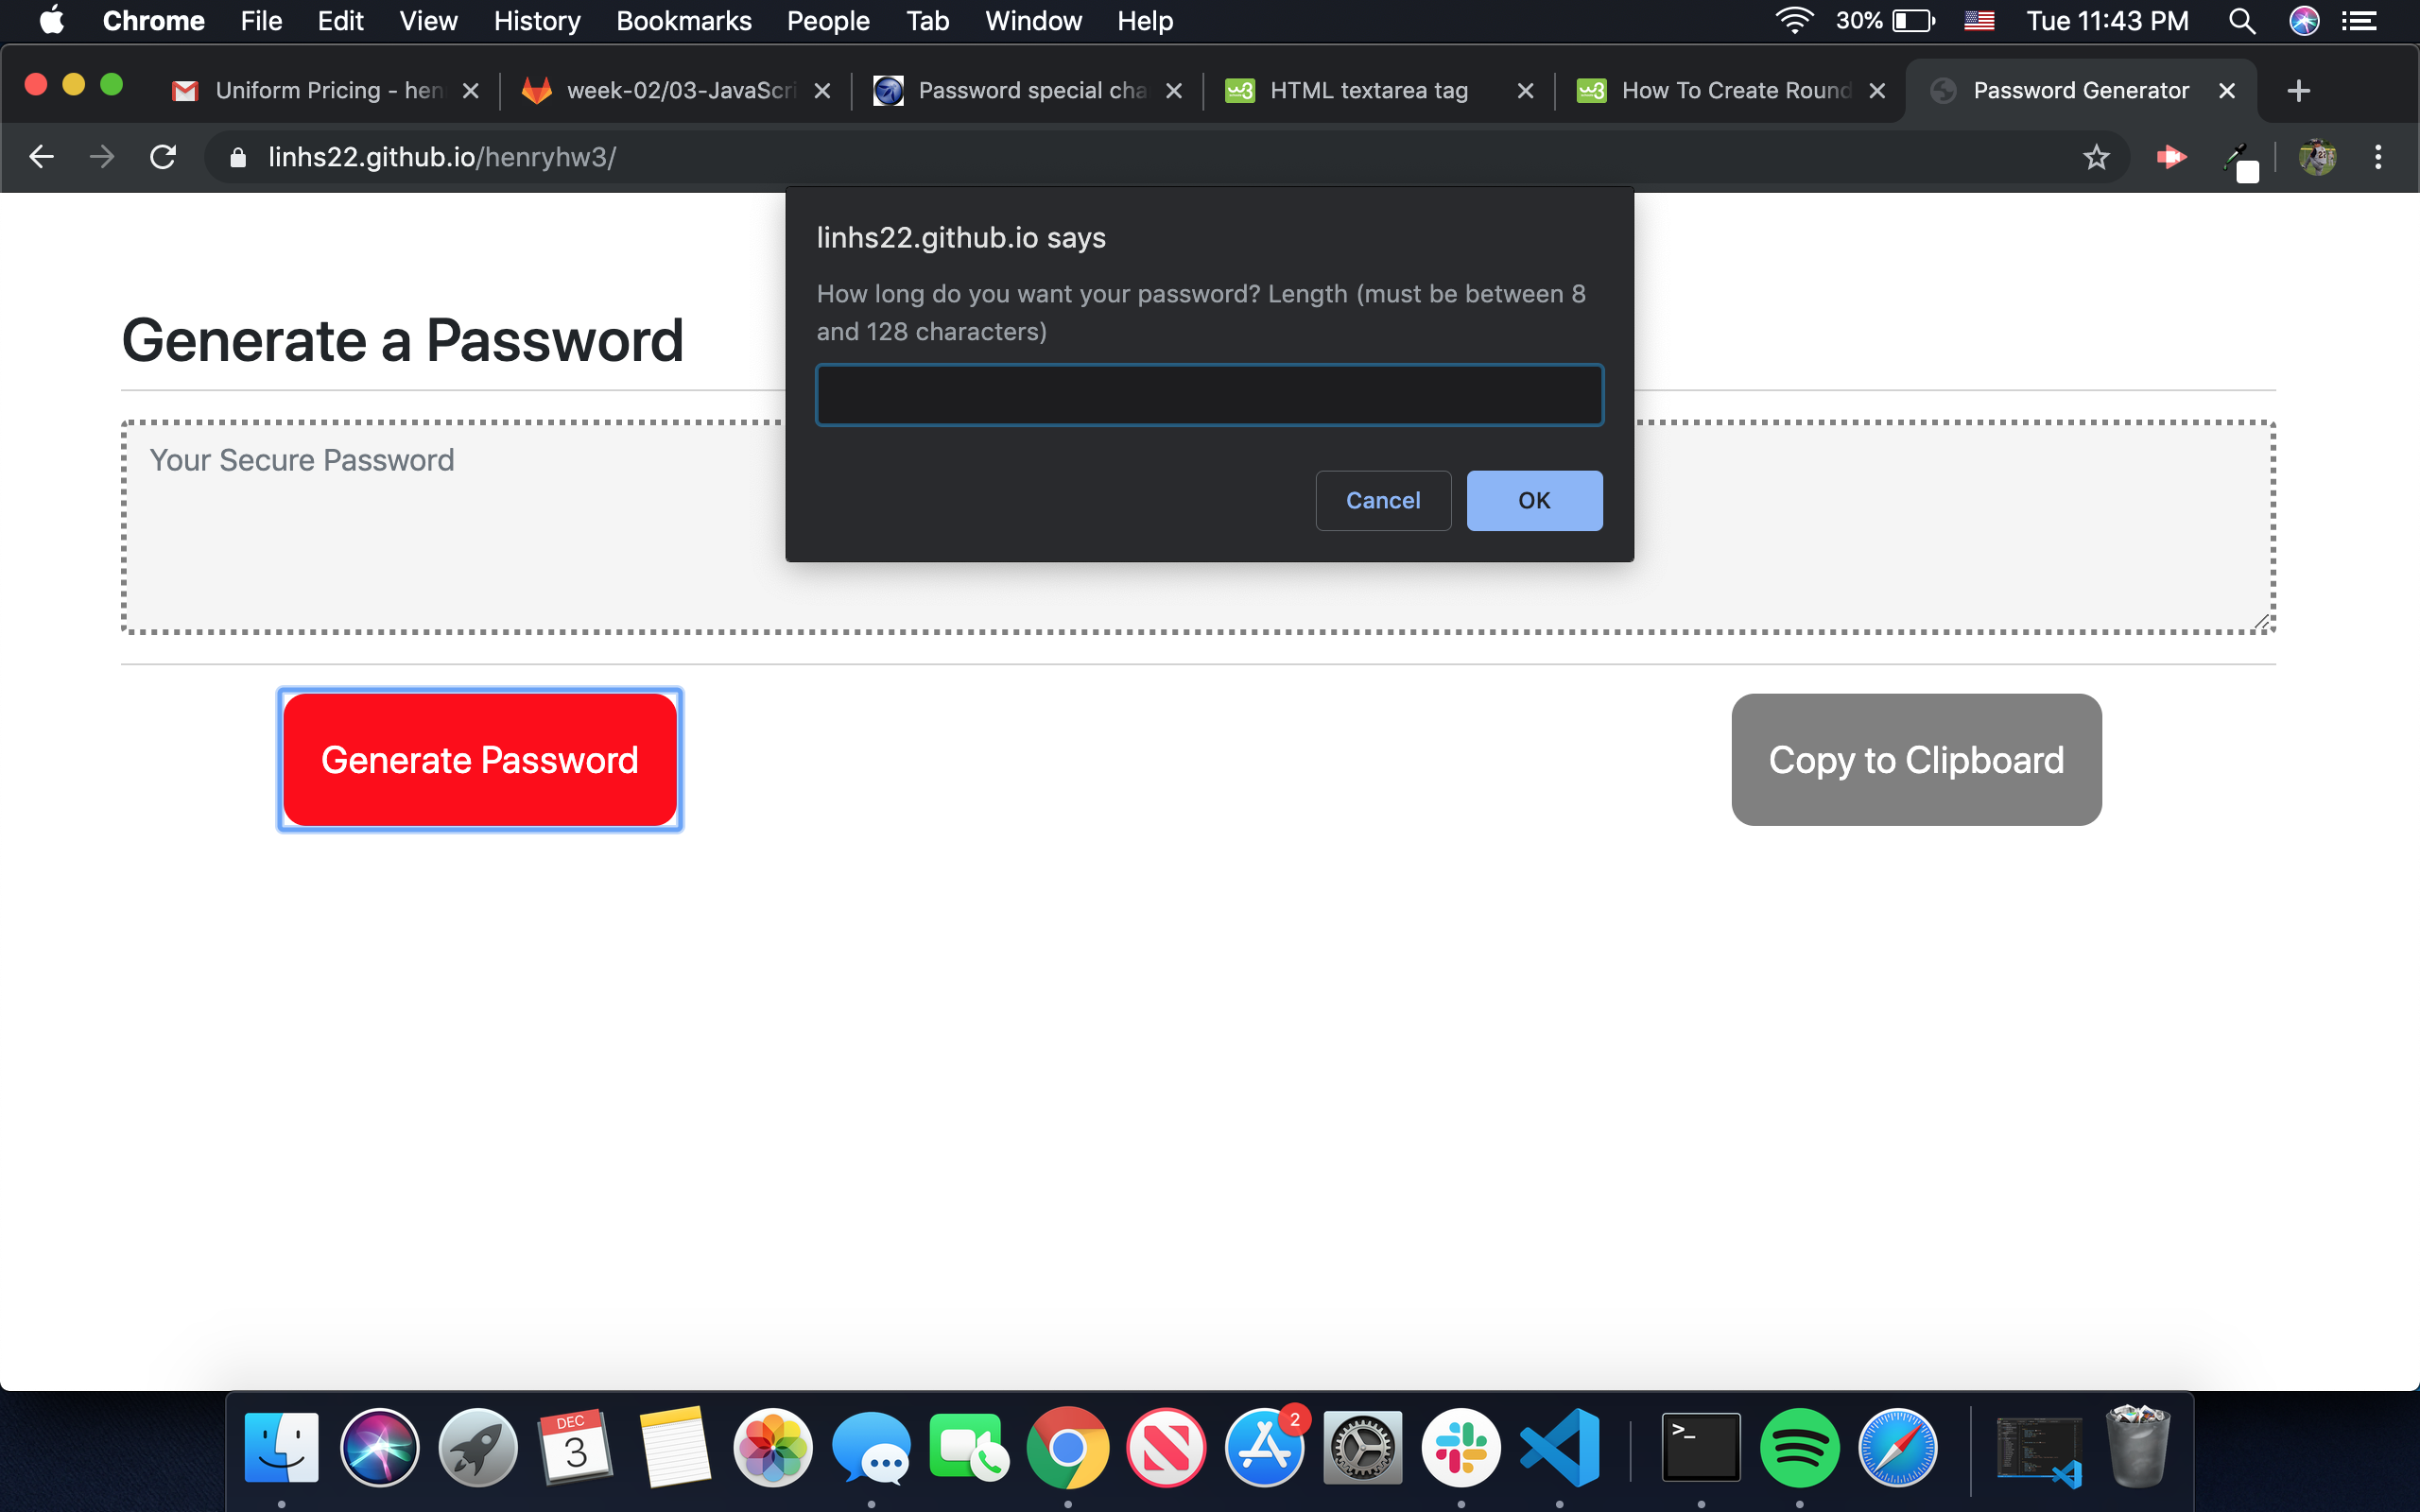 Chrome File Edit View History Bookmarks People Tab Window Help 30% Tue 11:43 PM
Uniform Pricing - hen week-02/03-JavaScri Password special cha HTML textarea tag How To Create Round Password Generator
linhs22.github.io/henryhw3/
linhs22.github.io says
How long do you want your password? Length (must be between 8
and 128 characters)
Cancel OK
Generate a Password
Your Secure Password
Generate Password Copy to Clipboard
DEC
3
2
>_